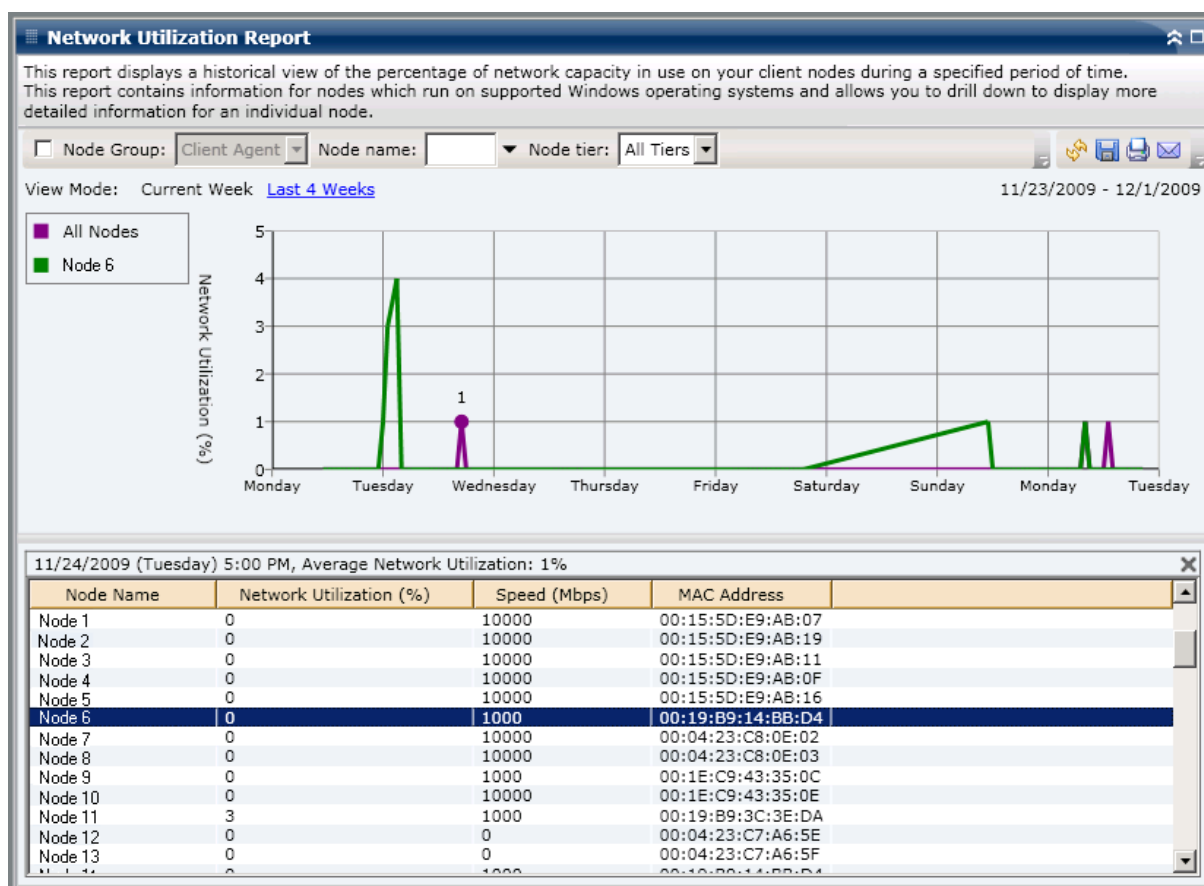 Network Utilization Report
This report displays a historical view of the percentage of network capacity in use on your client nodes during a specified period of time.
This report contains information for nodes which run on supported Windows operating systems and allows you to drill down to display more
detailed information for an individual node.
Node Group: Client Agent Node name: Node tier: All Tiers
View Mode: Current Week Last 4 Weeks 11/23/2009 - 12/1/2009
All Nodes
Node 6
Network Utilization (%)
5
4
3
2
1
0
1
Monday Tuesday Wednesday Thursday Friday Saturday Sunday Monday Tuesday
11/24/2009 (Tuesday) 5:00 PM, Average Network Utilization: 1%
Node Name Network Utilization (%) Speed (Mbps) MAC Address
Node 1 0 10000 00:15:5D:E9:AB:07
Node 2 0 10000 00:15:5D:E9:AB:19
Node 3 0 10000 00:15:5D:E9:AB:11
Node 4 0 10000 00:15:5D:E9:AB:0F
Node 5 0 10000 00:15:5D:E9:AB:16
Node 6 0 1000 00:19:B9:14:BB:D4
Node 7 0 10000 00:04:23:C8:0E:02
Node 8 0 10000 00:04:23:C8:0E:03
Node 9 0 1000 00:1E:C9:43:35:0C
Node 10 0 10000 00:1E:C9:43:35:0E
Node 11 3 1000 00:19:B9:3C:3E:DA
Node 12 0 0 00:04:23:C7:A6:5E
Node 13 0 0 00:04:23:C7:A6:5F